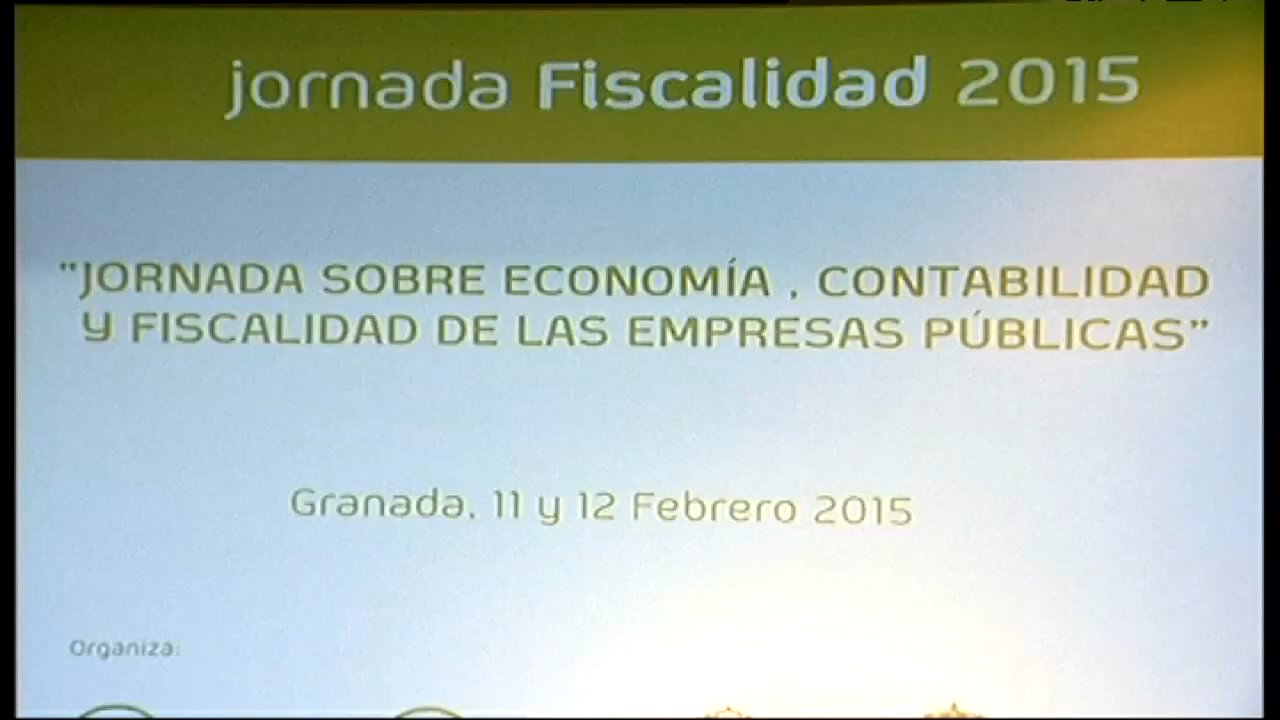 jornada Fiscalidad 2015
"JORNADA SOBRE ECONOMÍA , CONTABILIDAD
Y FISCALIDAD DE LAS EMPRESAS PÚBLICAS"
Granada, 11 y 12 Febrero 2015
Organiza: